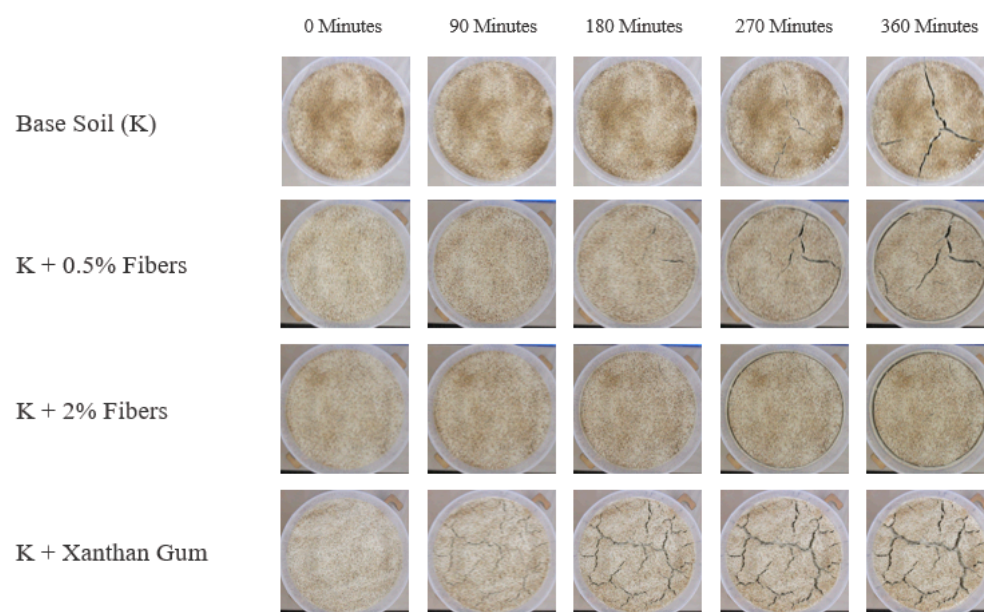 0 Minutes 90 Minutes 180 Minutes 270 Minutes 360 Minutes
Base Soil (K)
K + 0.5% Fibers
K + 2% Fibers
K + Xanthan Gum